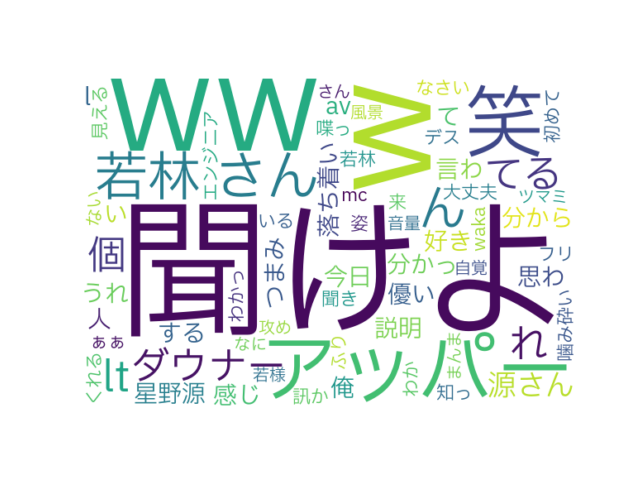 見える
l
WW
W
さん
av
風景
なさい
笑
初めて
エンジニア
喋っ
て
デス
若林さん
落ち着い
若林
言わ
てる
mc
ん
大丈夫
ツマミ
ない
い
個
いる
つまみ
聞けよ
来
姿
音量
好き
waka
分から
うれ
わかっ
今日
分かっ
自覚
フリ
人
聞き
優い
思わ
噛み砕い
ぁぁ
する
攻め
説明
れ
くれる
lt
ダウナー
なに
アッパー
ふり
まんま
星野源
感じ
若様
訊か
俺
わか
知っ
源さん